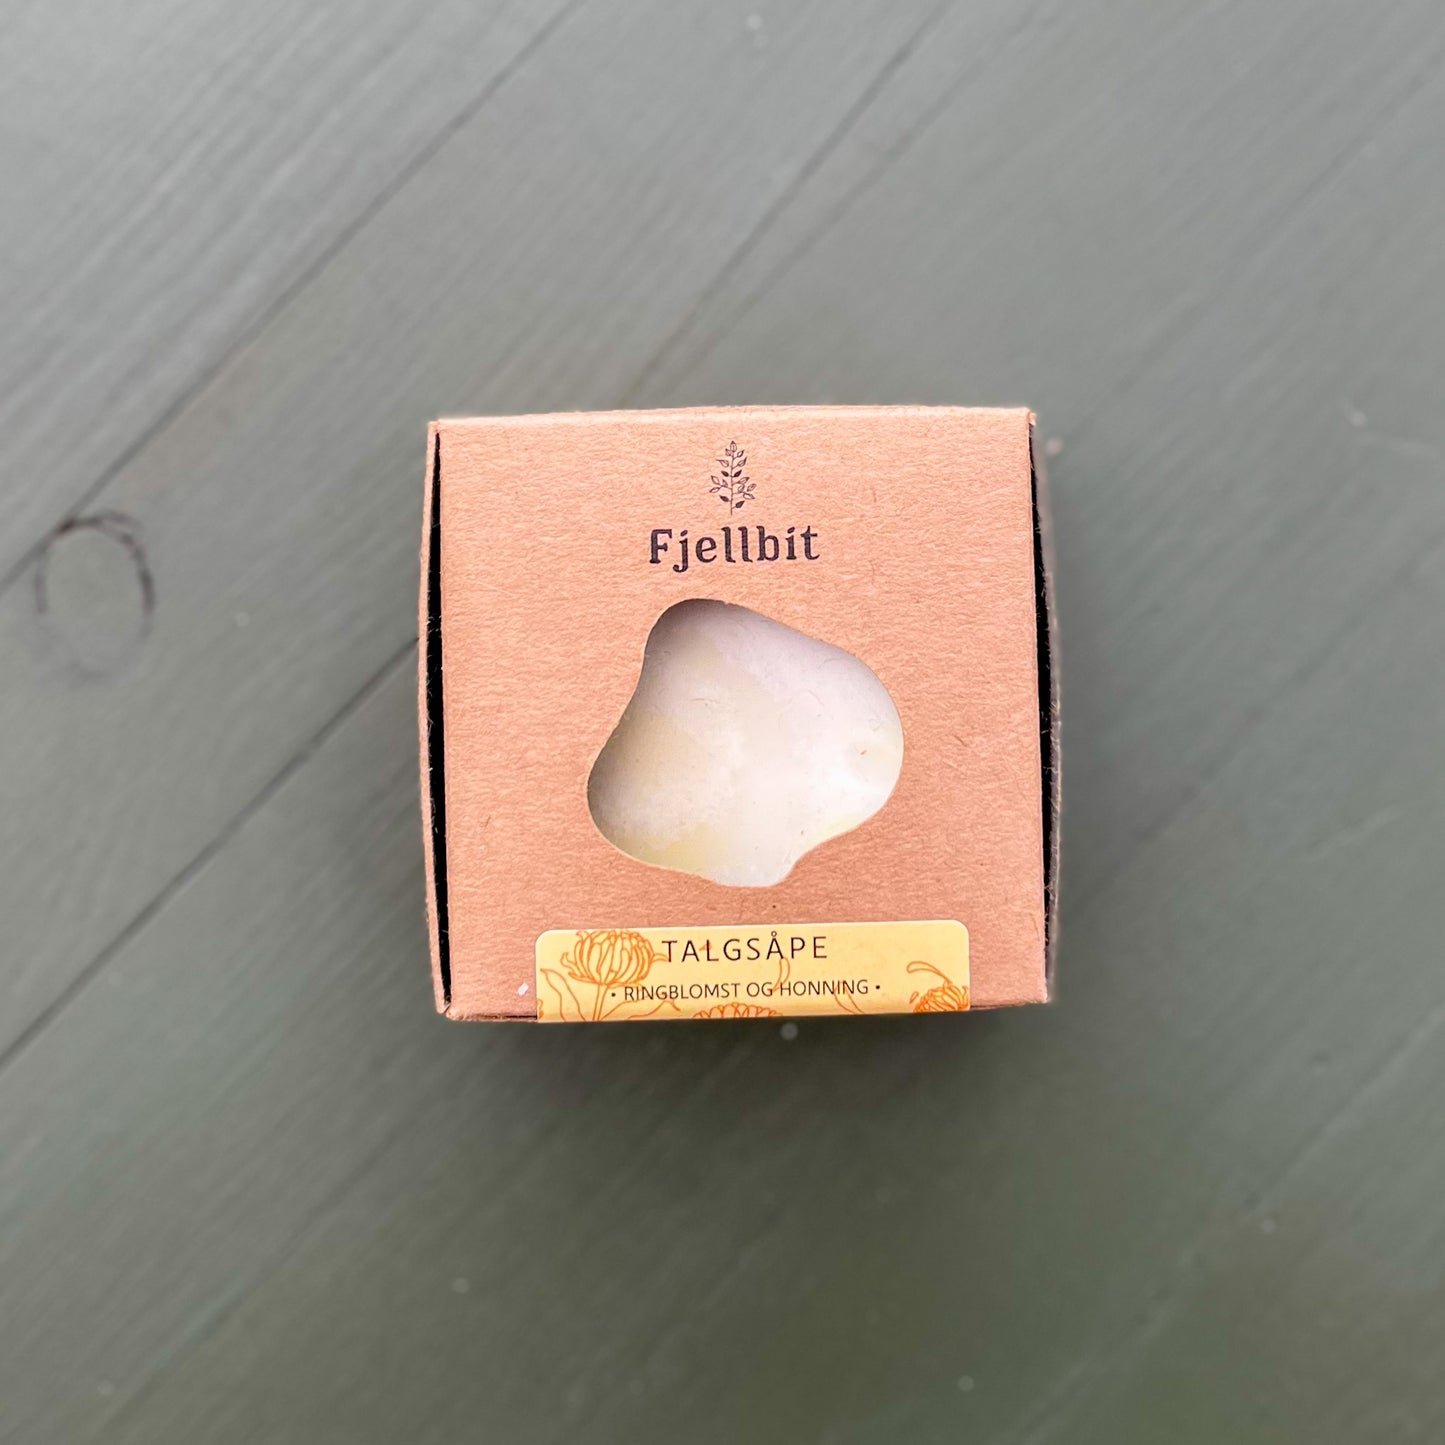 Fjellbit
TALGSÅPE
• RINGBLOMST OG HONNING •